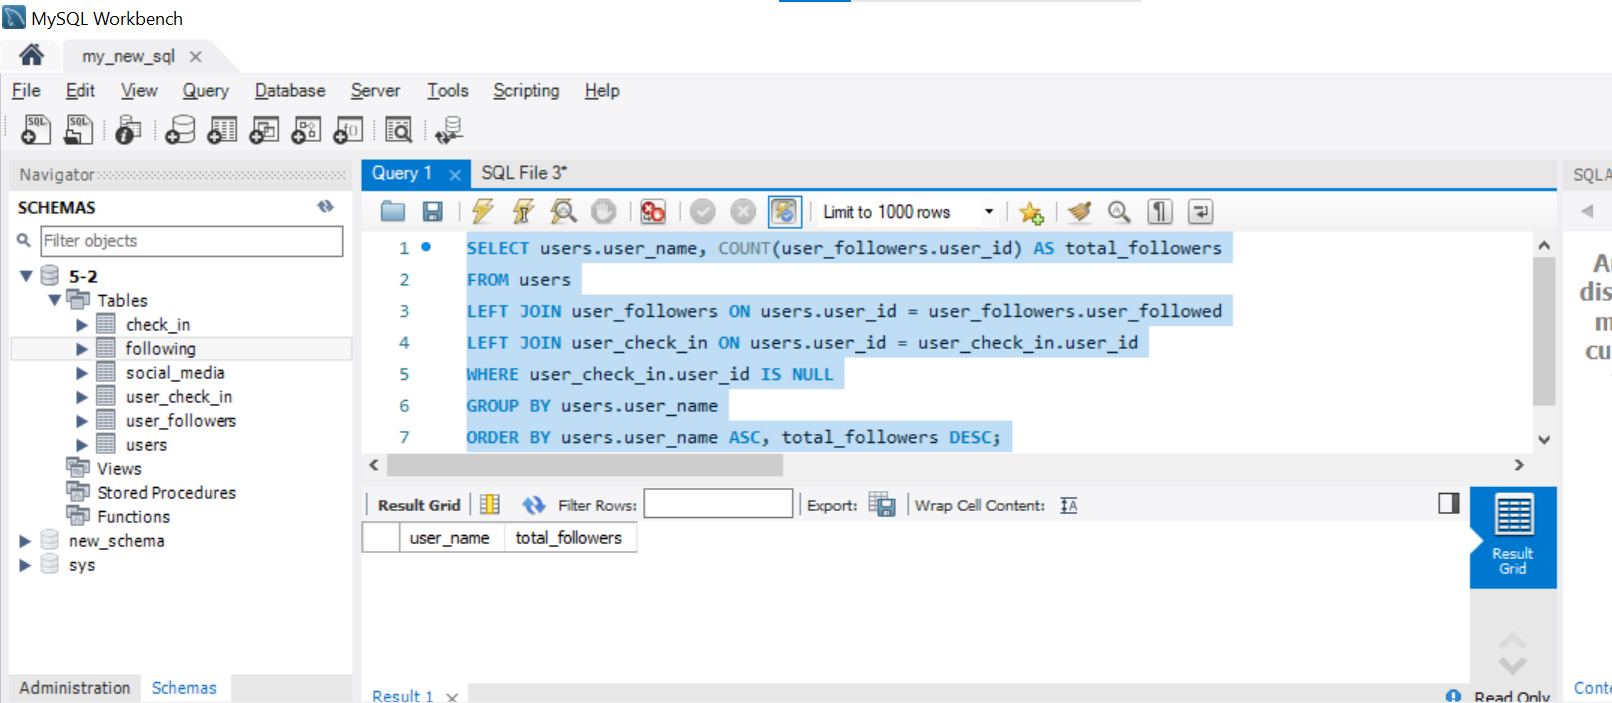 MySQL Workbench
my_new_sql
File Edit View Query Database Server Tools Scripting Help
Navigator
SCHEMAS
Filter objects
5-2
Tables
check_in
following
social_media
user_check_in
user_followers
users
Views
Stored Procedures
Functions
new_schema
sys
Administration Schemas
Query 1 SQL File 3*
Limit to 1000 rows
1 SELECT users.user_name, COUNT(user_followers.user_id) AS total_followers
2 FROM users
3 LEFT JOIN user_followers ON users.user_id = user_followers.user_followed
4 LEFT JOIN user_check_in ON users.user_id = user_check_in.user_id
5 WHERE user_check_in.user_id IS NULL
6 GROUP BY users.user_name
7 ORDER BY users.user_name ASC, total_followers DESC;
Result Grid Filter Rows: Export: Wrap Cell Content:
user_name total_followers
Result
Grid
Result 1
Read Only